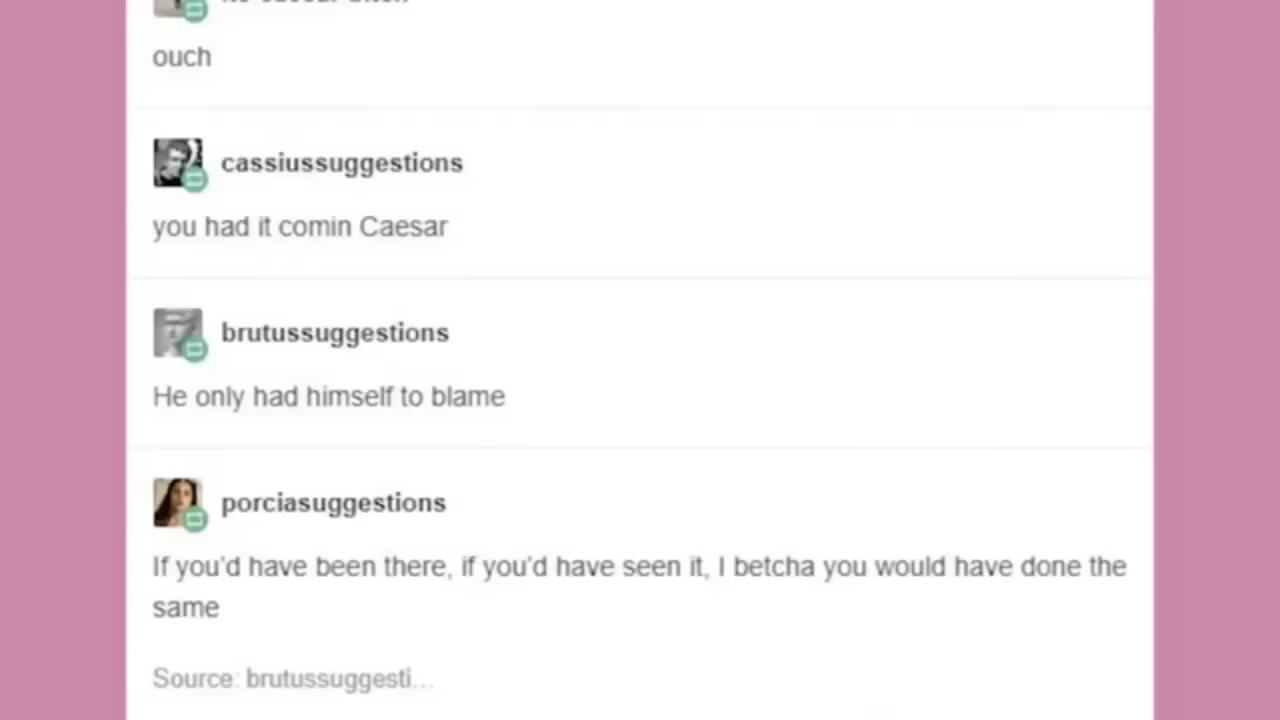 ouch
cassiussuggestions
you had it comin Caesar
brutussuggestions
He only had himself to blame
porciasuggestions
If you'd have been there, if you'd have seen it, I betcha you would have done the
same
Source: brutussuggesti...